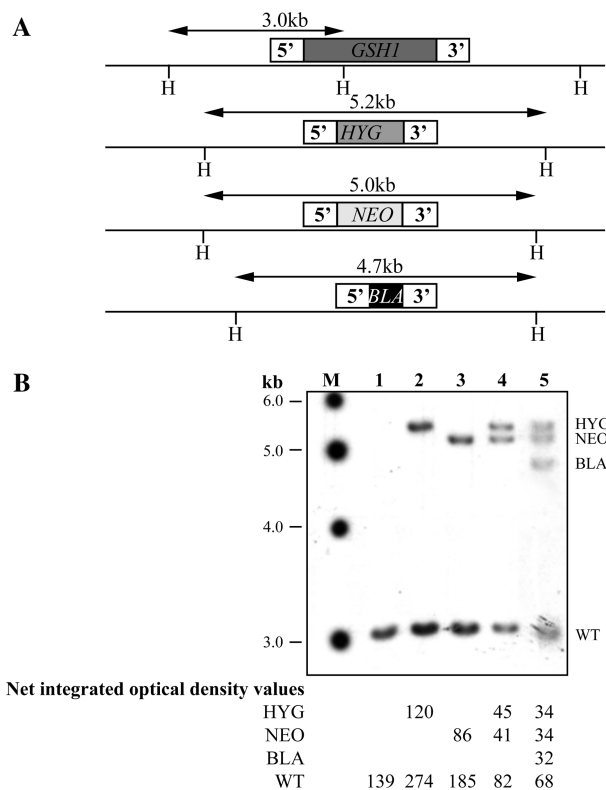 A
3.0kb
5' GSH1 3'
H H H
5.2kb
5' HYG 3'
H H
5.0kb
5' NEO 3'
H H
4.7kb
5' BLA 3'
H H
B
kb M 1 2 3 4 5
6.0
HYG
NEO
5.0
BLA
4.0
WT
3.0
Net integrated optical density values
HYG 120 45 34
NEO 86 41 34
BLA 32
WT 139 274 185 82 68